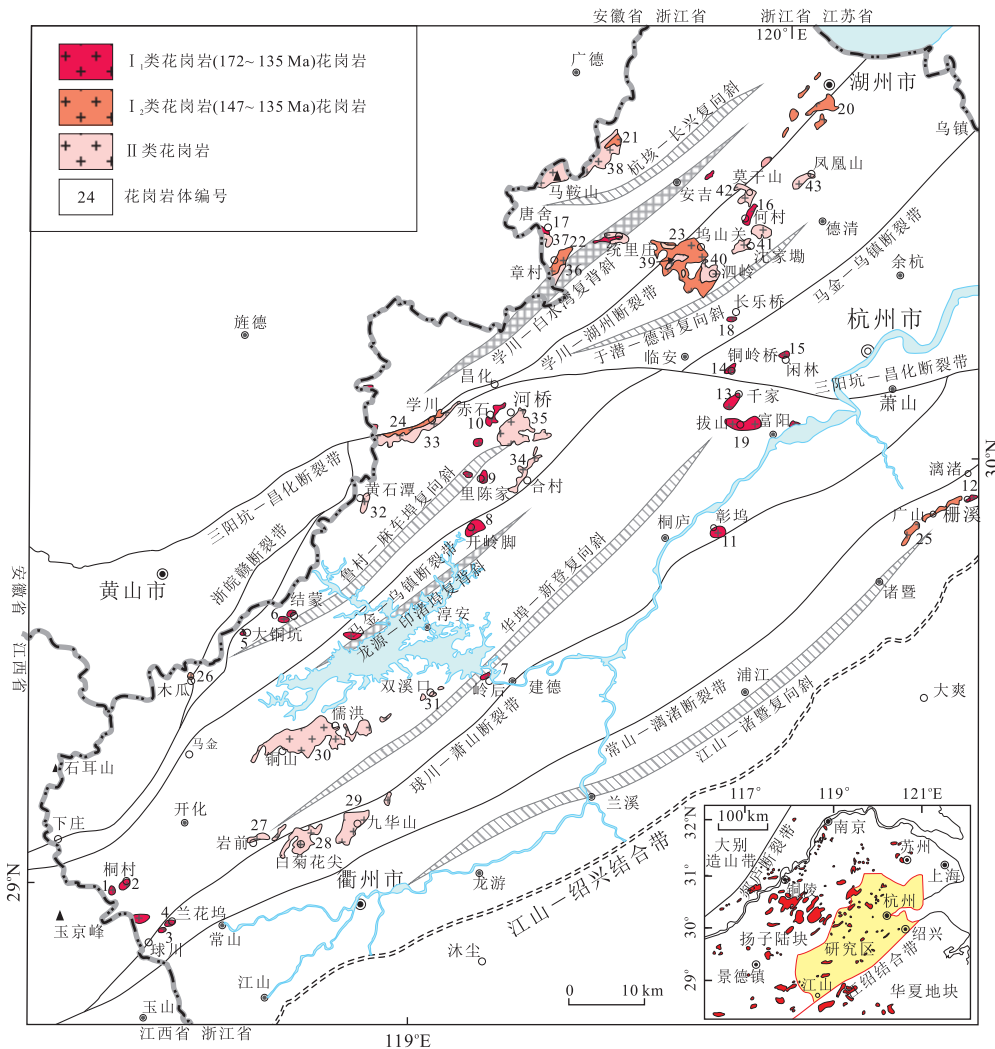 安徽省 浙江省
浙江省 江苏省
120°E
I₁类花岗岩(172~135 Ma)花岗岩
I₂类花岗岩(147~135 Ma)花岗岩
II类花岗岩
24 花岗岩体编号
广德
湖州市
20
乌镇
21
38
马鞍山
杭垓－长兴复向斜
安吉
莫干山
42
凤凰山
43
16
何村
唐舍
17
37
22
章村
36
统里庄
23
坞山关
39
40
泗岭
41
沈家墈
德清
余杭
学川－白水湾复背斜
学川－湖州断裂带
于潜－德清复向斜
马金－乌镇断裂带
长乐桥
18
旌德
临安
杭州市
昌化
铜岭桥
14
15
闲林
三阳坑－昌化断裂带
萧山
13
千家
拔山
19
富阳
学川
24
33
赤石
10
河桥
35
34
合村
9
里陈家
30°N
漓渚
12
广山
栅溪
25
黄石潭
32
三阳坑－昌化断裂带
浙皖赣断裂带
鲁村－麻车埠复向斜
8
开岭脚
桐庐
彰坞
11
诸暨
安徽省
江西省
黄山市
结蒙
6
大铜坑
5
马金－乌镇断裂带
龙源－印渚埠复背斜
淳安
华埠－新登复向斜
26
木瓜
双溪口
31
7
岭后
建德
浦江
大爽
儒洪
30
铜山
马金
石耳山
球川－萧山断裂带
常山－漓渚断裂带
江山－诸暨复向斜
兰溪
开化
下庄
27
岩前
28
白菊花尖
29
九华山
29°N
桐村
2
玉京峰
4
兰花坞
3
球川
常山
衢州市
龙游
江山－绍兴结合带
沐尘
江山
玉山
江西省 浙江省
0 10 km
119°E
117°
119°
121°E
100 km
32°N
31°
30°
29°
南京
大别
造山带
郯庐断裂带
苏州
上海
铜陵
杭州
扬子陆块
绍兴
研究区
景德镇
江绍结合带
江山
华夏地块